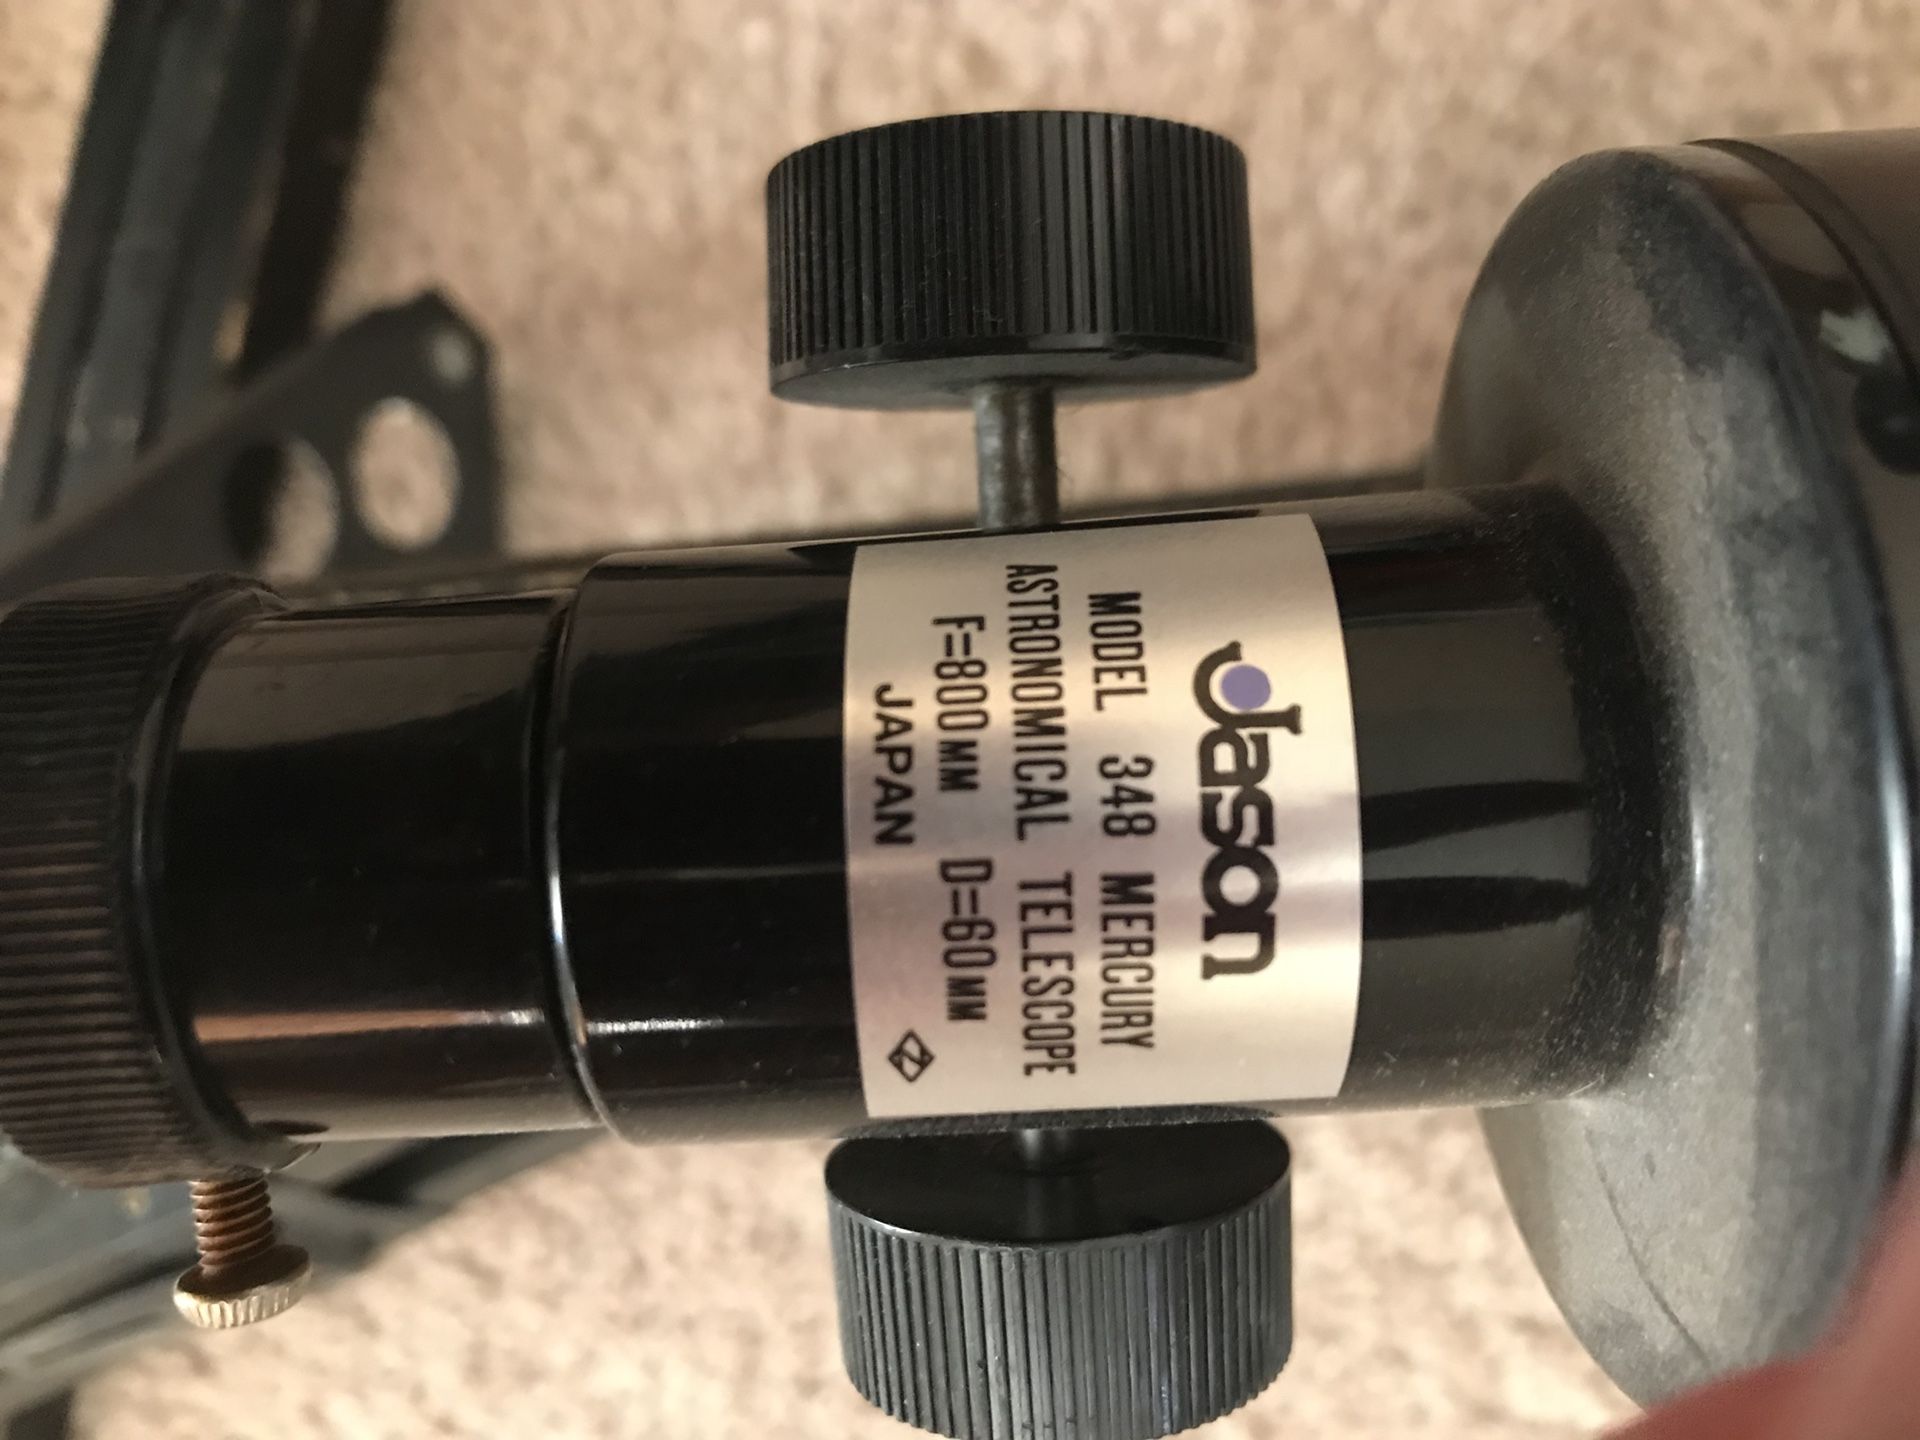 Jason
MODEL 348 MERCURY
ASTRONOMICAL TELESCOPE
F=800MM D=60MM
JAPAN